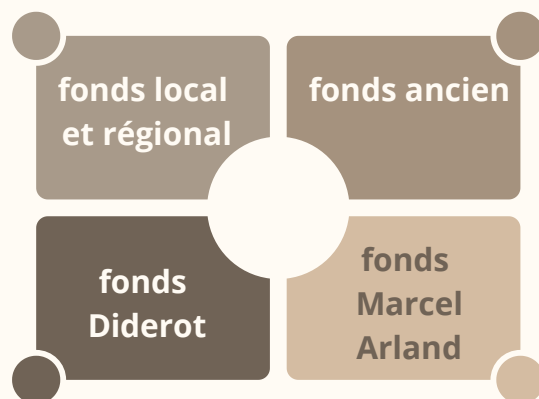 fonds local
et régional
fonds ancien
fonds
Diderot
fonds
Marcel
Arland